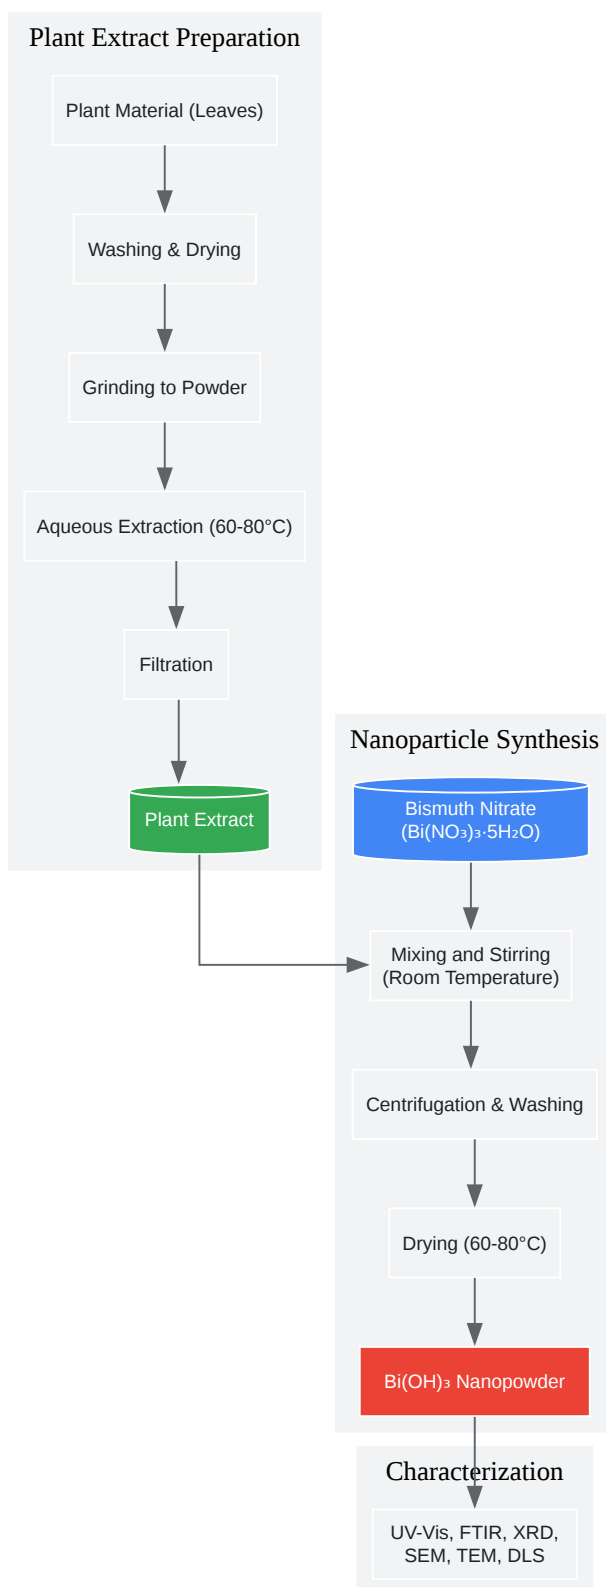 Plant Extract Preparation
Plant Material (Leaves)
Washing & Drying
Grinding to Powder
Aqueous Extraction (60-80°C)
Filtration
Plant Extract
Nanoparticle Synthesis
Bismuth Nitrate
(Bi(NO₃)₃·5H₂O)
Mixing and Stirring
(Room Temperature)
Centrifugation & Washing
Drying (60-80°C)
Bi(OH)₃ Nanopowder
Characterization
UV-Vis, FTIR, XRD,
SEM, TEM, DLS